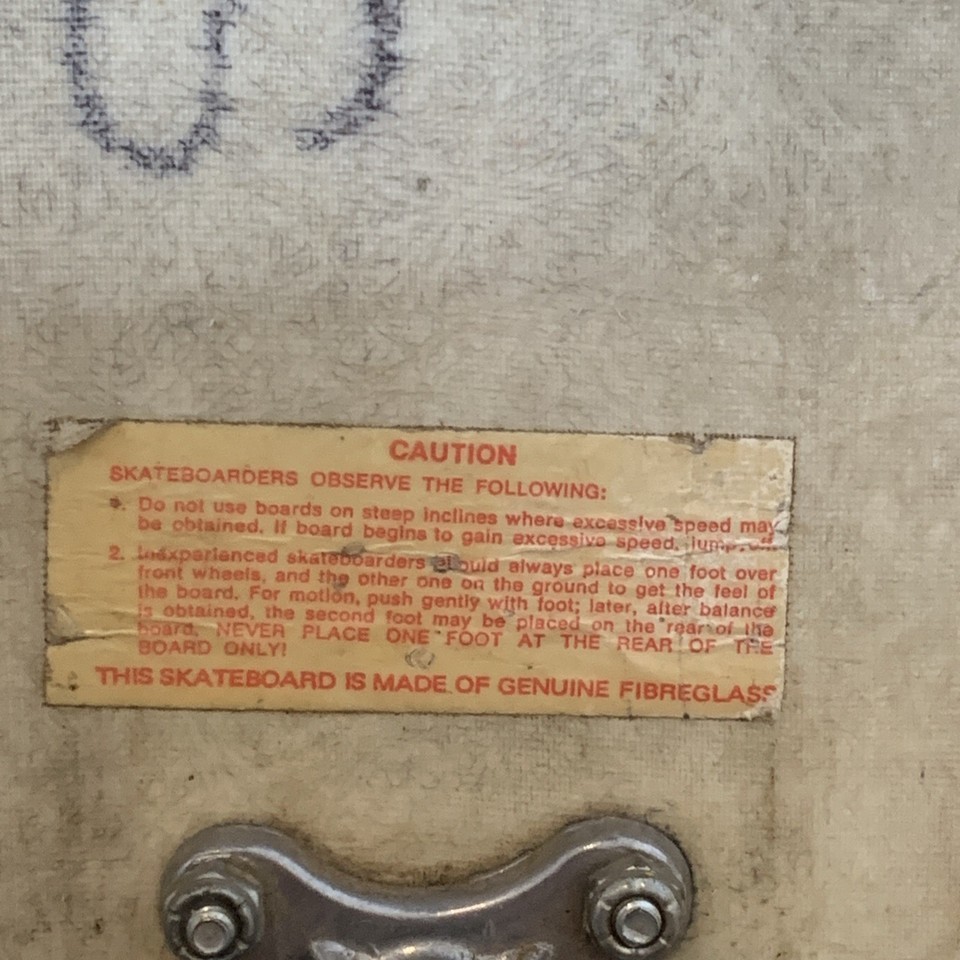 CAUTION
SKATEBOARDERS OBSERVE THE FOLLOWING:
Do not use boards on steep inclines where excessive speed may
be obtained. If board begins to gain excessive speed, jump off.
2. Inexperienced skateboarders should always place one foot over
front wheels, and the other one on the ground to get the feel of
the board. For motion, push gently with foot; later, after balance
is obtained, the second foot may be placed on the rear of the
board. NEVER PLACE ONE FOOT AT THE REAR OF THE
BOARD ONLY!
THIS SKATEBOARD IS MADE OF GENUINE FIBREGLASS